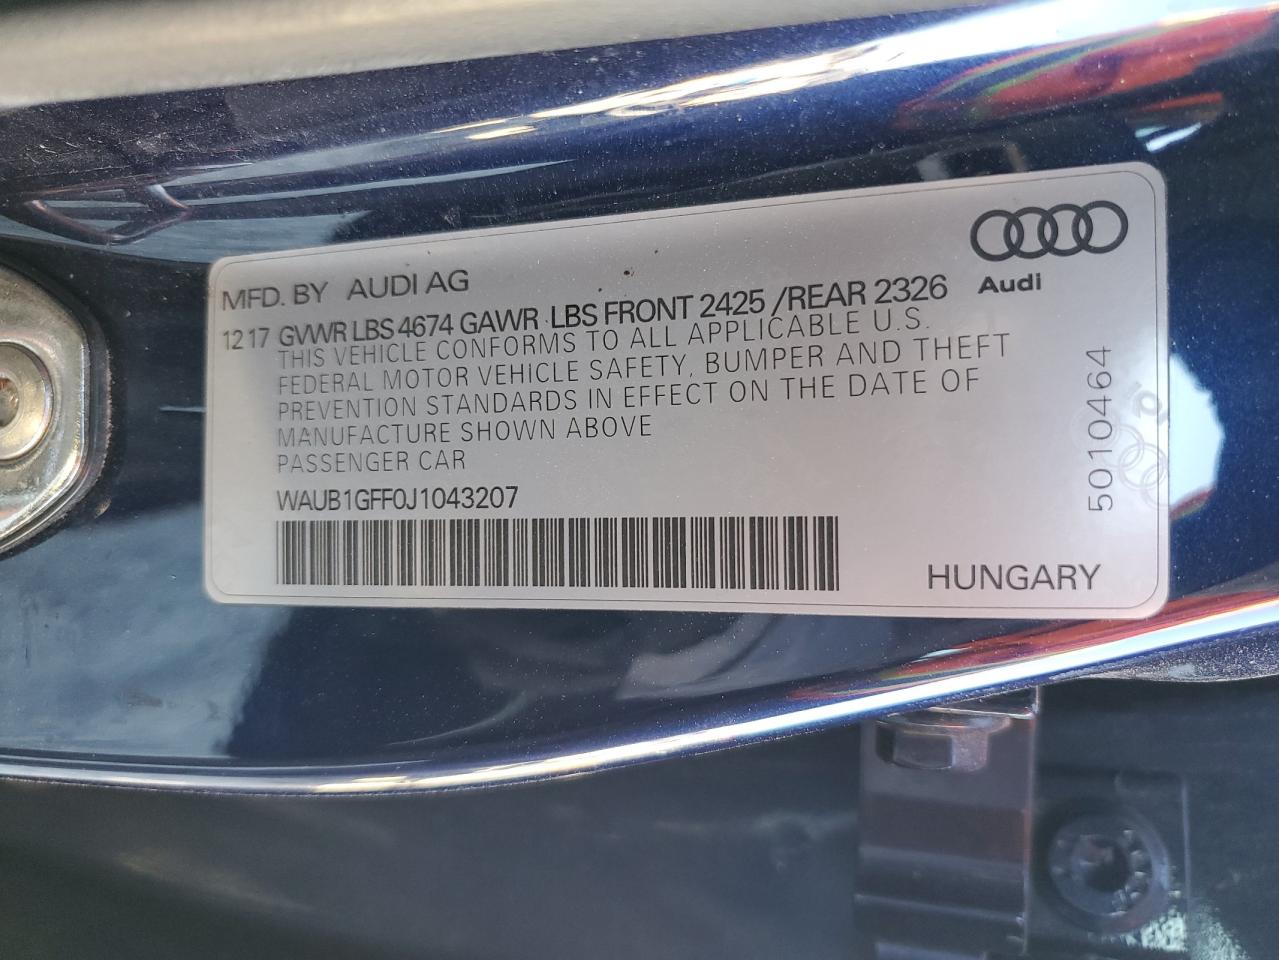 MFD. BY AUDI AG
Audi
1217 GVWR LBS 4674 GAWR LBS FRONT 2425 /REAR 2326
THIS VEHICLE CONFORMS TO ALL APPLICABLE U.S.
FEDERAL MOTOR VEHICLE SAFETY, BUMPER AND THEFT
PREVENTION STANDARDS IN EFFECT ON THE DATE OF
MANUFACTURE SHOWN ABOVE
PASSENGER CAR
WAUB1GFF0J1043207
HUNGARY
5010464